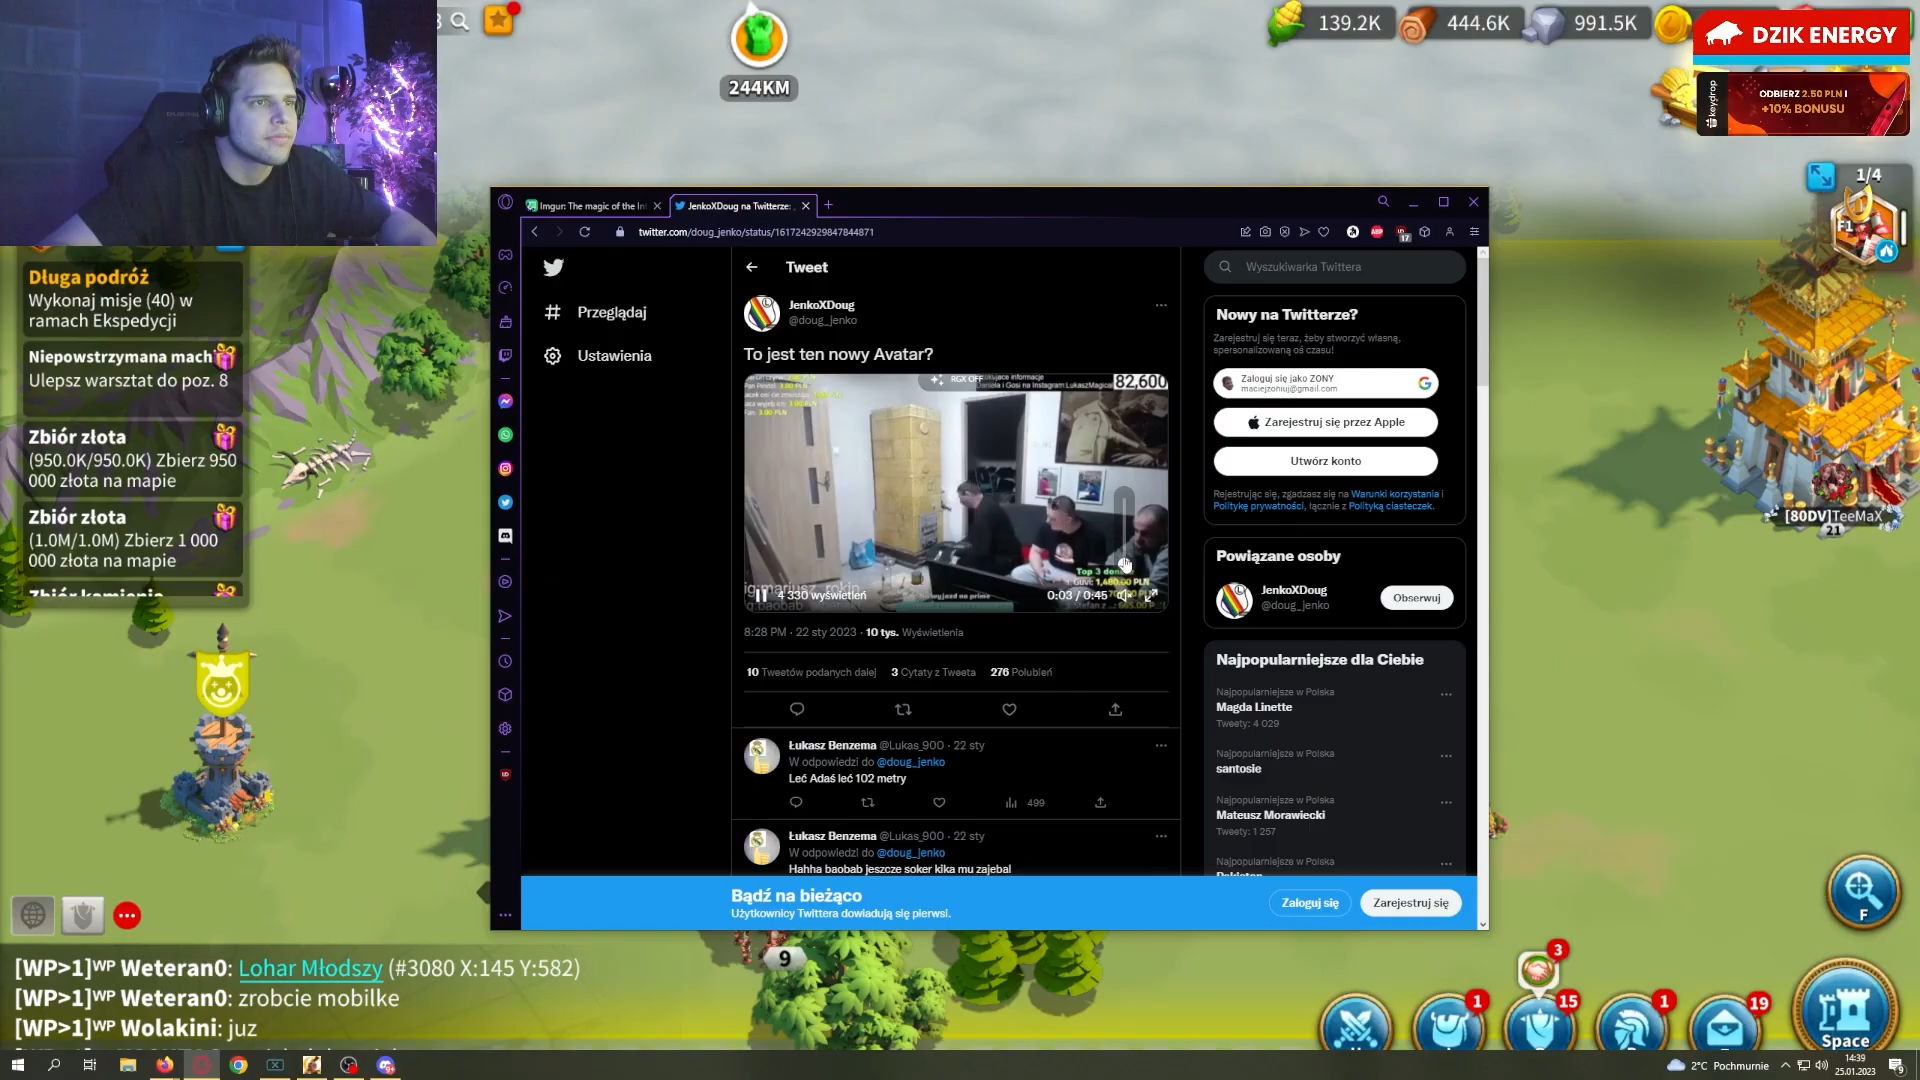 244KM
139.2K
444.6K
991.5K
DZIK ENERGY
keydrop
ODBIERZ 2.50 PLN I
+10% BONUSU
1/4
F1
Długa podróż
Wykonaj misje (40) w
ramach Ekspedycji
Niepowstrzymana mach
Ulepsz warsztat do poz. 8
Zbiór złota
(950.0K/950.0K) Zbierz 950
000 złota na mapie
Zbiór złota
(1.0M/1.0M) Zbierz 1 000
000 złota na mapie
Zbiór kamienia
Imgur: The magic of the Int
JenkoXDoug na Twitterze:
twitter.com/doug_jenko/status/1617242929847844871
17
Przeglądaj
Ustawienia
Tweet
JenkoXDoug
@doug_jenko
To jest ten nowy Avatar?
RGX OFF
82,600
Top 3
4 330 wyświetleń
0:03 / 0:45
8:28 PM · 22 sty 2023 · 10 tys. Wyświetlenia
10 Tweetów podanych dalej 3 Cytaty z Tweeta 276 Polubień
Łukasz Benzema @Lukas_900 · 22 sty
W odpowiedzi do @doug_jenko
Leć Adaś leć 102 metry
499
Łukasz Benzema @Lukas_900 · 22 sty
W odpowiedzi do @doug_jenko
Hahha baobab jeszcze soker kika mu zajebal
Wyszukiwarka Twittera
Nowy na Twitterze?
Zarejestruj się teraz, żeby stworzyć własną,
spersonalizowaną oś czasu!
Zaloguj się jako ZONY
maciejzoniuj@gmail.com
Zarejestruj się przez Apple
Utwórz konto
Rejestrując się, zgadzasz się na Warunki korzystania i
Politykę prywatności, łącznie z Polityką ciasteczek.
Powiązane osoby
JenkoXDoug
@doug_jenko
Obserwuj
Najpopularniejsze dla Ciebie
Najpopularniejsze w Polska
Magda Linette
Tweety: 4 029
Najpopularniejsze w Polska
santosie
Najpopularniejsze w Polska
Mateusz Morawiecki
Tweety: 1 257
Najpopularniejsze w Polska
Bądź na bieżąco
Użytkownicy Twittera dowiadują się pierwsi.
Zaloguj się
Zarejestruj się
[80DV]TeeMaX
21
9
[WP>1]WP Weteran0: Lohar Młodszy (#3080 X:145 Y:582)
[WP>1]WP Weteran0: zrobcie mobilke
[WP>1]WP Wolakini: juz
F
3
1
15
1
19
Space
2°C Pochmurnie
14:39
25.01.2023
9